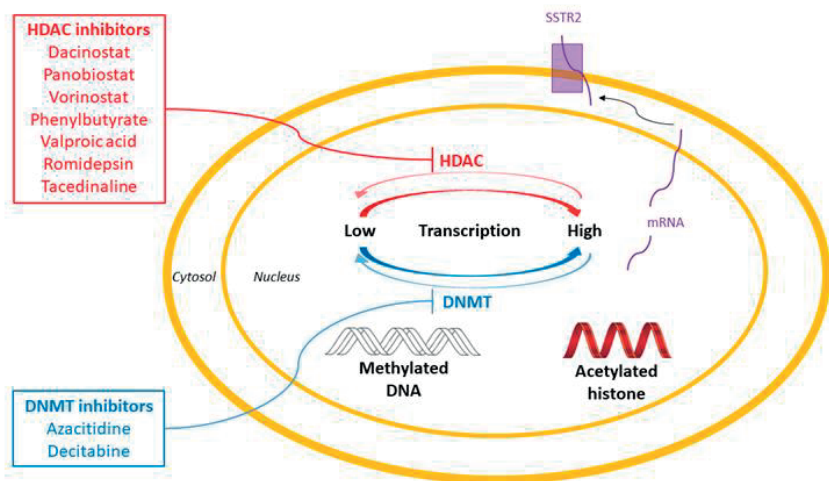 SSTR2
HDAC inhibitors
Dacinostat
Panobiostat
Vorinostat
Phenylbutyrate
Valproic acid
Romidepsin
Tacedinaline
HDAC
Low
Transcription
High
mRNA
Cytosol
Nucleus
DNMT
Methylated
DNA
Acetylated
histone
DNMT inhibitors
Azacitidine
Decitabine